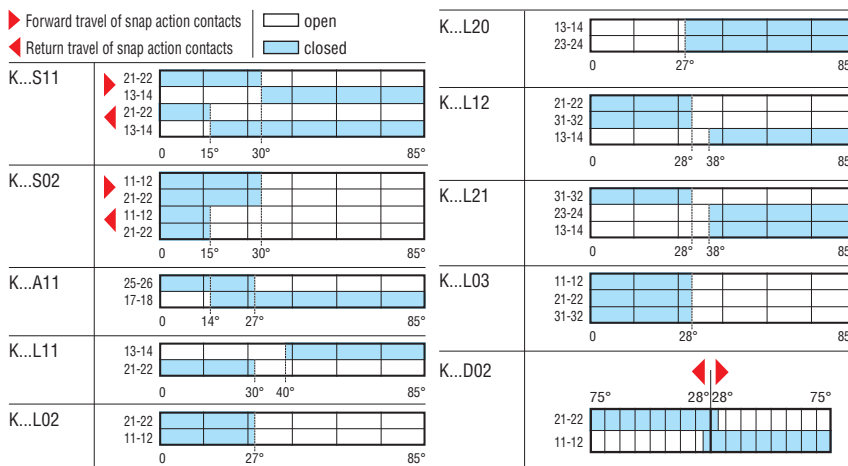 Forward travel of snap action contacts
open
Return travel of snap action contacts
closed
K...S11
21-22
13-14
21-22
13-14
0 15° 30° 85°
K...S02
11-12
21-22
11-12
21-22
0 15° 30° 85°
K...A11
25-26
17-18
0 14° 27° 85°
K...L11
13-14
21-22
0 30° 40° 85°
K...L02
21-22
11-12
0 27° 85°
K...L20
13-14
23-24
0 27° 85°
K...L12
21-22
31-32
13-14
0 28° 38° 85°
K...L21
31-32
23-24
13-14
0 28° 38° 85°
K...L03
11-12
21-22
31-32
0 28° 85°
K...D02
75° 28° 28° 75°
21-22
11-12